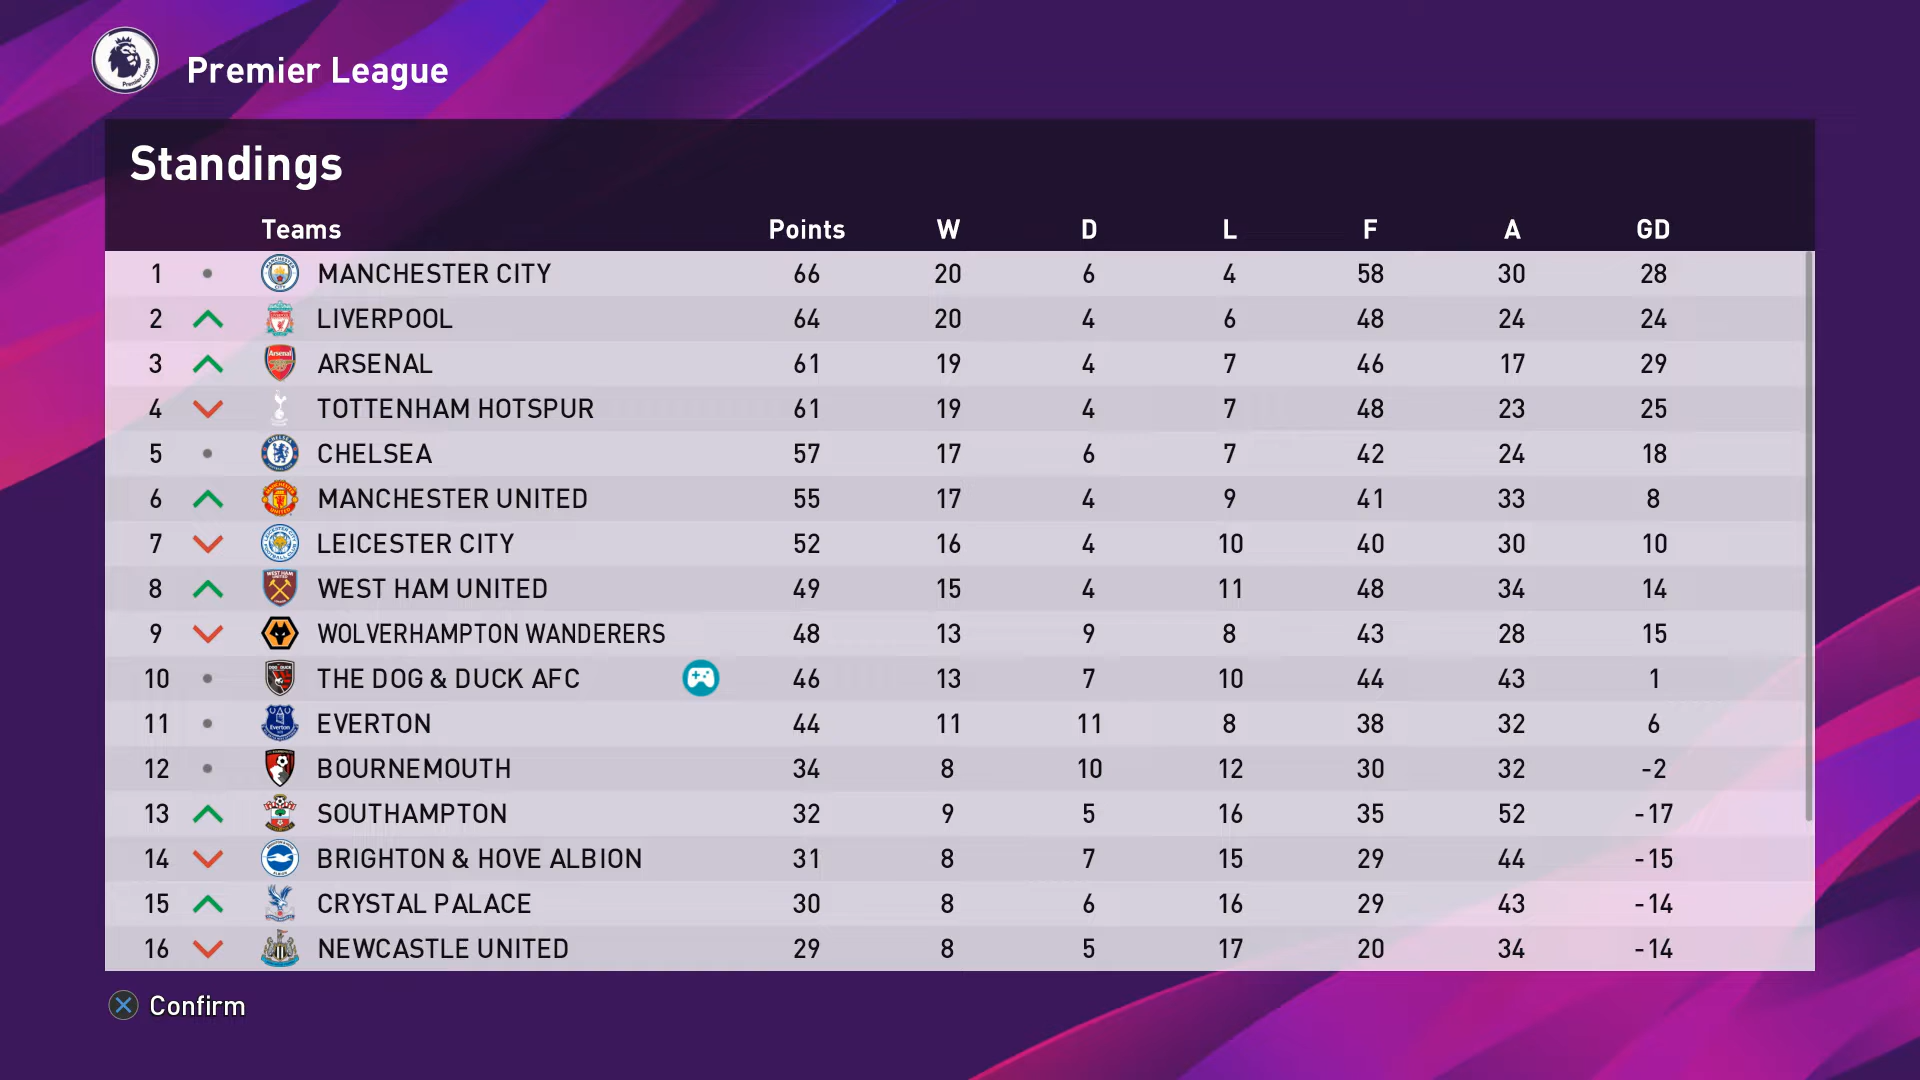 Premier League
Standings
Teams Points W D L F A GD
1 MANCHESTER CITY 66 20 6 4 58 30 28
2 LIVERPOOL 64 20 4 6 48 24 24
3 ARSENAL 61 19 4 7 46 17 29
4 TOTTENHAM HOTSPUR 61 19 4 7 48 23 25
5 CHELSEA 57 17 6 7 42 24 18
6 MANCHESTER UNITED 55 17 4 9 41 33 8
7 LEICESTER CITY 52 16 4 10 40 30 10
8 WEST HAM UNITED 49 15 4 11 48 34 14
9 WOLVERHAMPTON WANDERERS 48 13 9 8 43 28 15
10 THE DOG & DUCK AFC 46 13 7 10 44 43 1
11 EVERTON 44 11 11 8 38 32 6
12 BOURNEMOUTH 34 8 10 12 30 32 -2
13 SOUTHAMPTON 32 9 5 16 35 52 -17
14 BRIGHTON & HOVE ALBION 31 8 7 15 29 44 -15
15 CRYSTAL PALACE 30 8 6 16 29 43 -14
16 NEWCASTLE UNITED 29 8 5 17 20 34 -14
Confirm